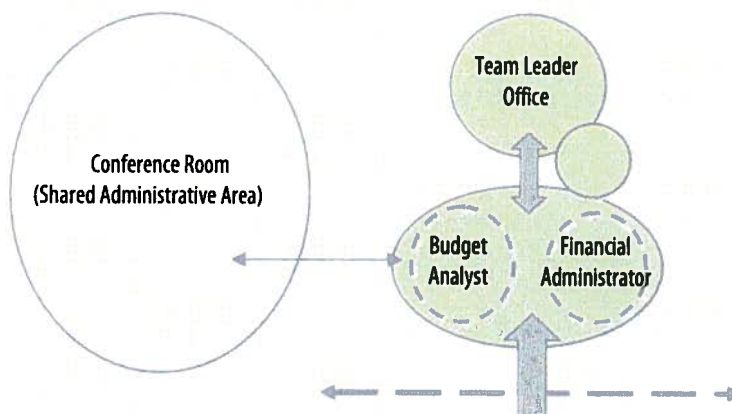 Team Leader
Office
Conference Room
(Shared Administrative Area)
Budget
Analyst
Financial
Administrator